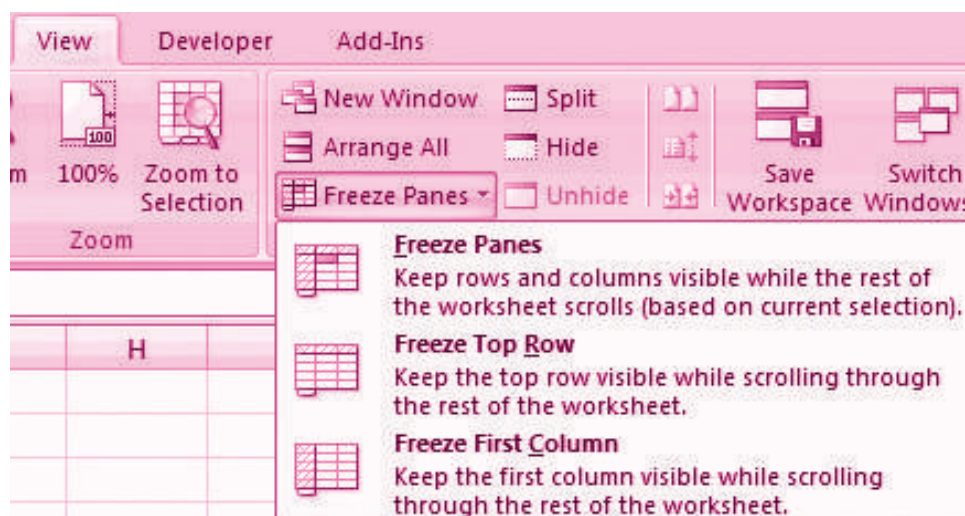 View Developer Add-Ins
New Window Split
Arrange All Hide
100% Zoom to Selection
Freeze Panes Unhide
Save Workspace
Switch Windows
Zoom
100
Freeze Panes
Keep rows and columns visible while the rest of
the worksheet scrolls (based on current selection).
H
Freeze Top Row
Keep the top row visible while scrolling through
the rest of the worksheet.
Freeze First Column
Keep the first column visible while scrolling
through the rest of the worksheet.